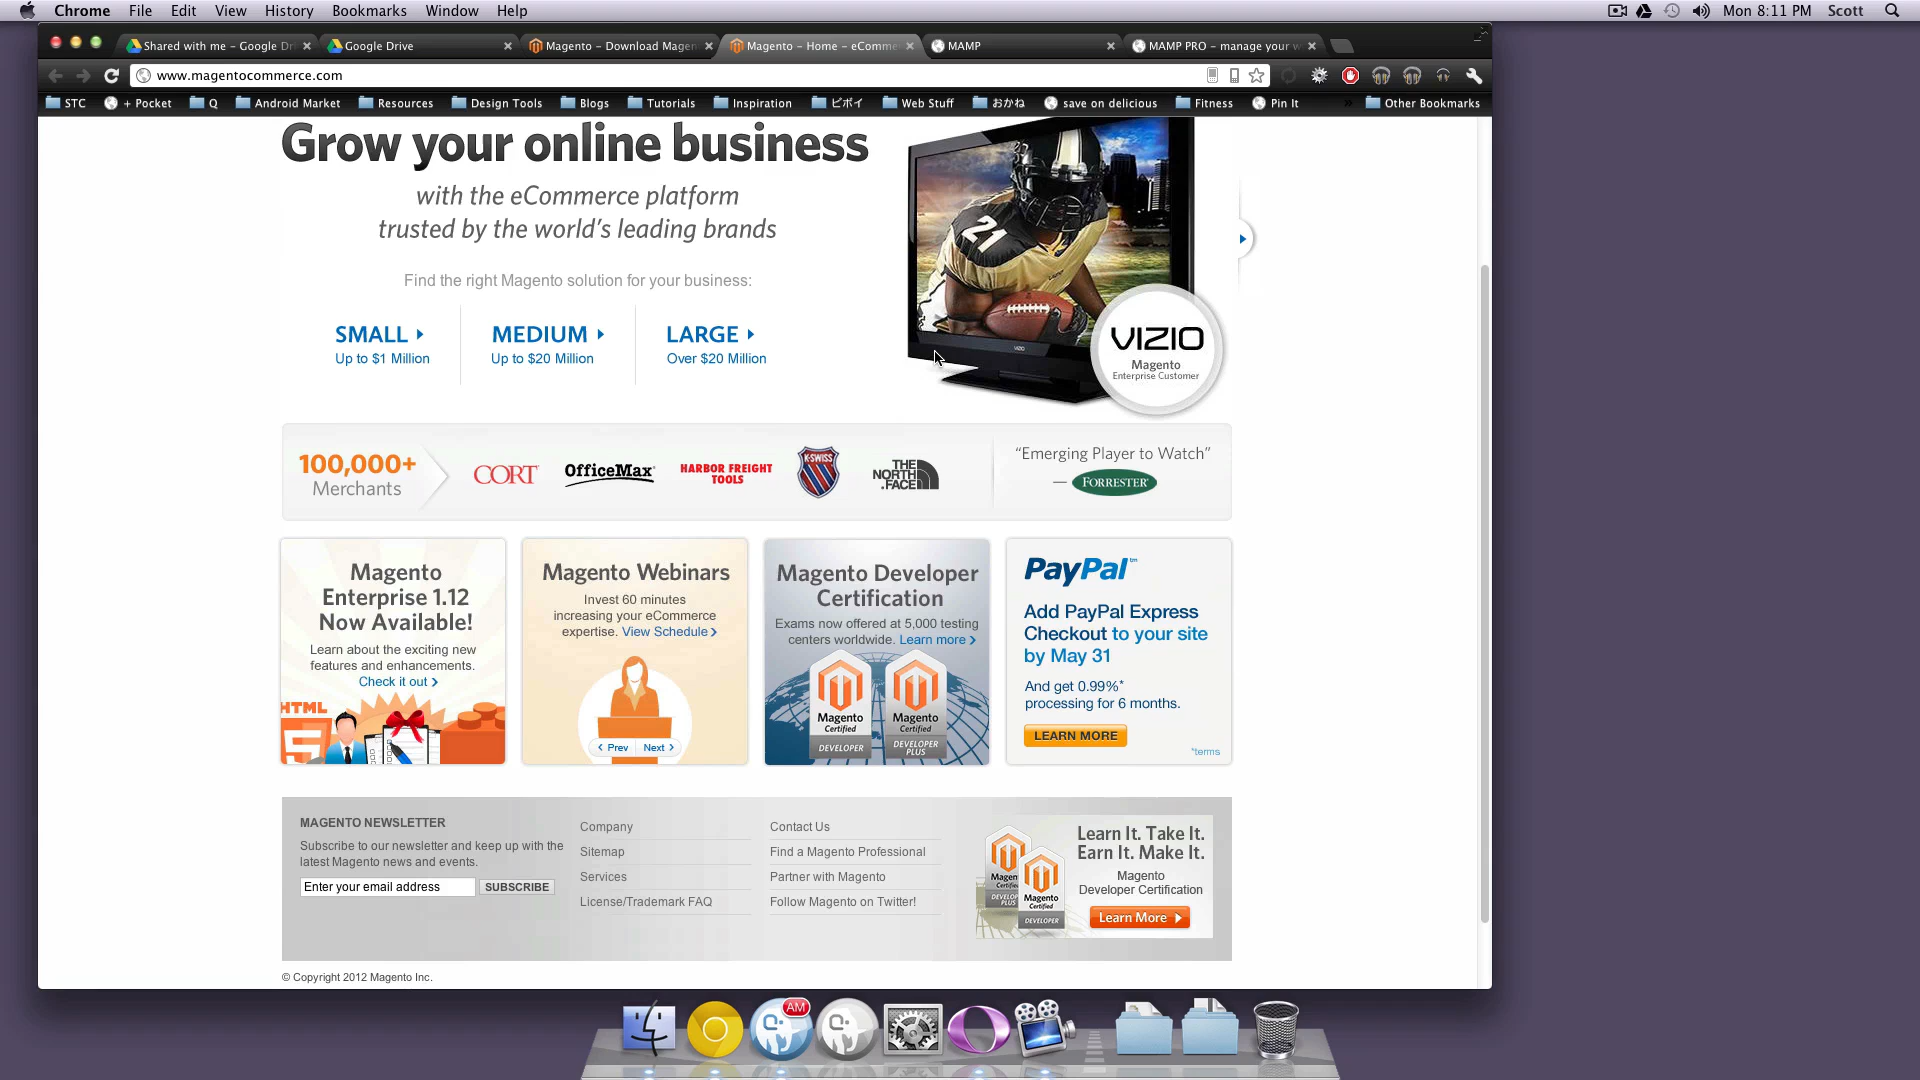 Chrome File Edit View History Bookmarks Window Help
Mon 8:11 PM Scott
Shared with me – Google Dr
Google Drive
Magento – Download Magen
Magento – Home – eComme
MAMP
MAMP PRO – manage your w
www.magentocommerce.com
STC + Pocket Q Android Market Resources Design Tools Blogs Tutorials Inspiration ビボイ Web Stuff おかね save on delicious Fitness Pin It » Other Bookmarks
Grow your online business
with the eCommerce platform
trusted by the world's leading brands
Find the right Magento solution for your business:
SMALL
Up to $1 Million
MEDIUM
Up to $20 Million
LARGE
Over $20 Million
21
VIZIO
Magento
Enterprise Customer
100,000+
Merchants
CORT
OfficeMax
HARBOR FREIGHT
TOOLS
K·SWISS
THE
NORTH
FACE
“Emerging Player to Watch”
— FORRESTER
Magento
Enterprise 1.12
Now Available!
Learn about the exciting new
features and enhancements.
Check it out
HTML
5
Magento Webinars
Invest 60 minutes
increasing your eCommerce
expertise. View Schedule
Prev Next
Magento Developer
Certification
Exams now offered at 5,000 testing
centers worldwide. Learn more
Magento
Certified
DEVELOPER
Magento
Certified
DEVELOPER
PLUS
PayPal™
Add PayPal Express
Checkout to your site
by May 31
And get 0.99%*
processing for 6 months.
LEARN MORE
*terms
MAGENTO NEWSLETTER
Subscribe to our newsletter and keep up with the
latest Magento news and events.
Enter your email address SUBSCRIBE
Company
Sitemap
Services
License/Trademark FAQ
Contact Us
Find a Magento Professional
Partner with Magento
Follow Magento on Twitter!
Learn It. Take It.
Earn It. Make It.
Magento
Developer Certification
Learn More
Magento
Certified
DEVELOPER
© Copyright 2012 Magento Inc.
AM